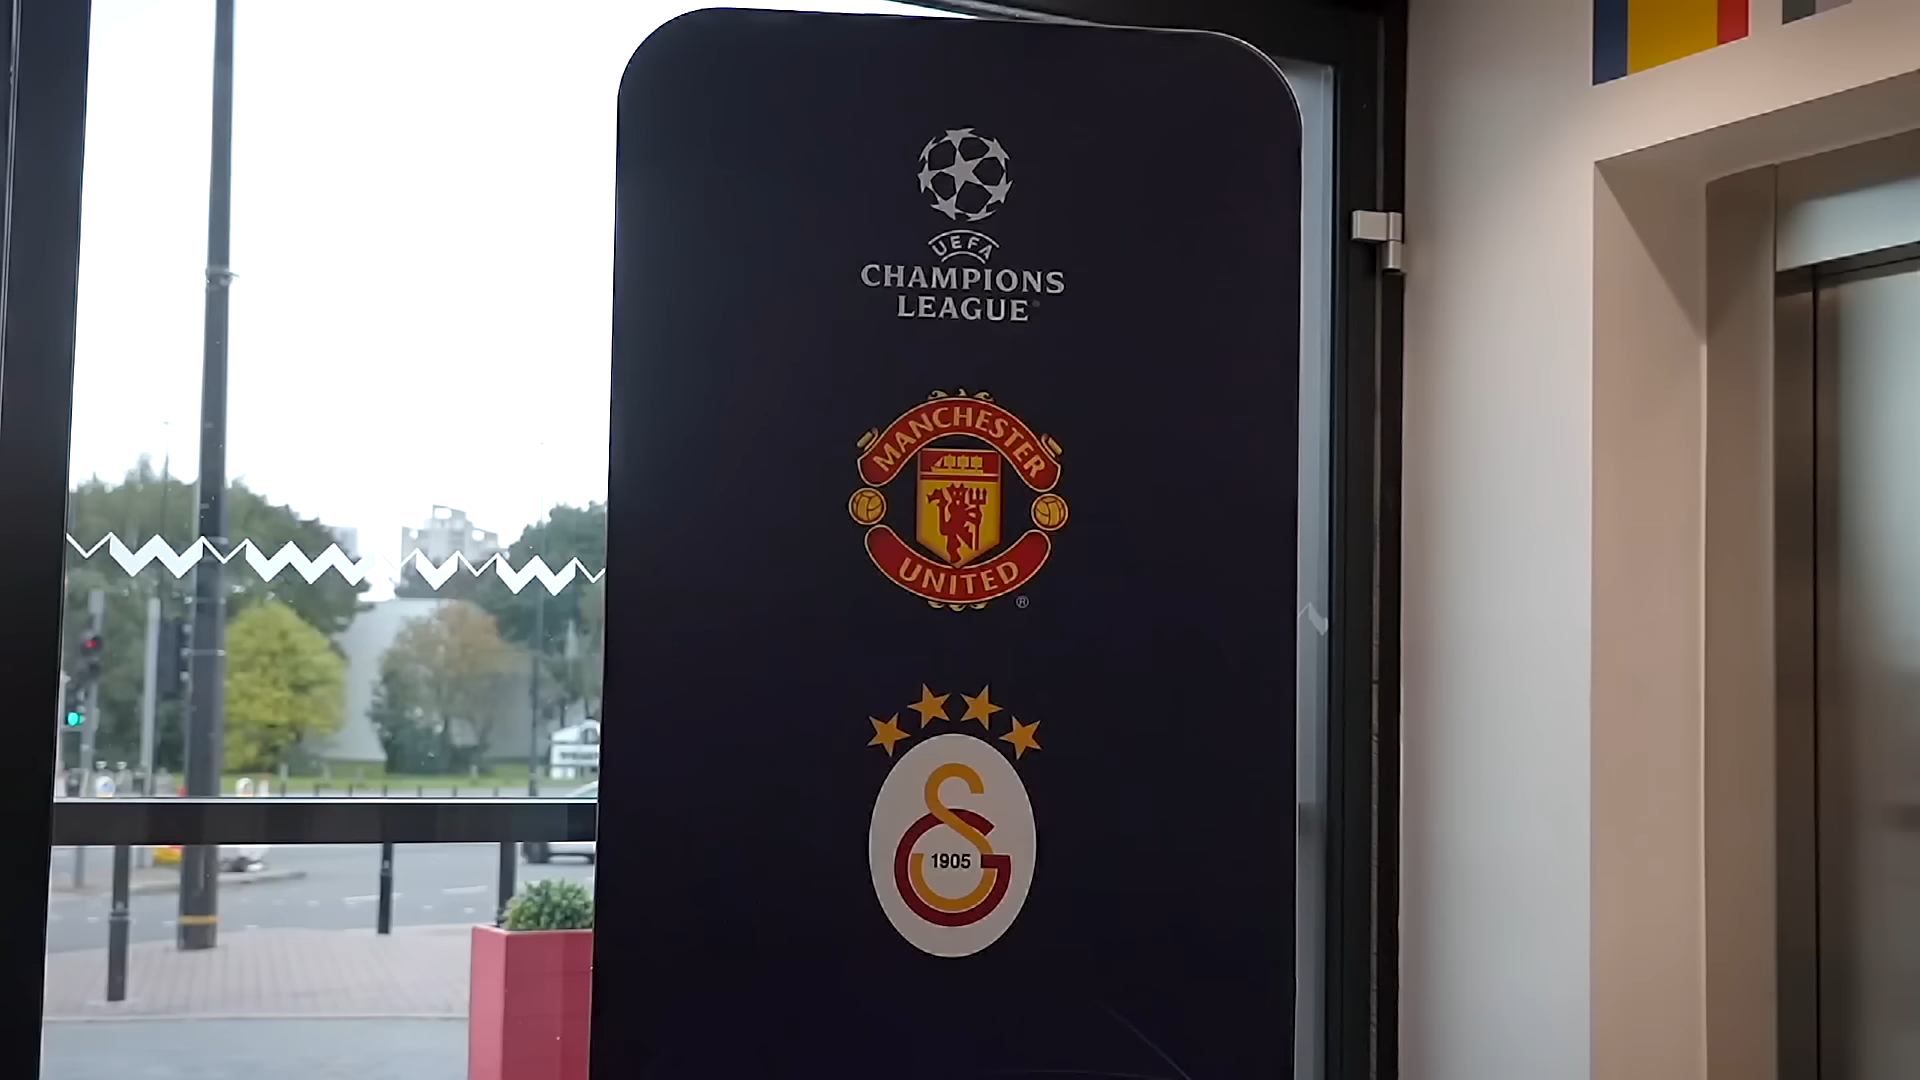 UEFA
CHAMPIONS
LEAGUE
MANCHESTER
UNITED
®
1905